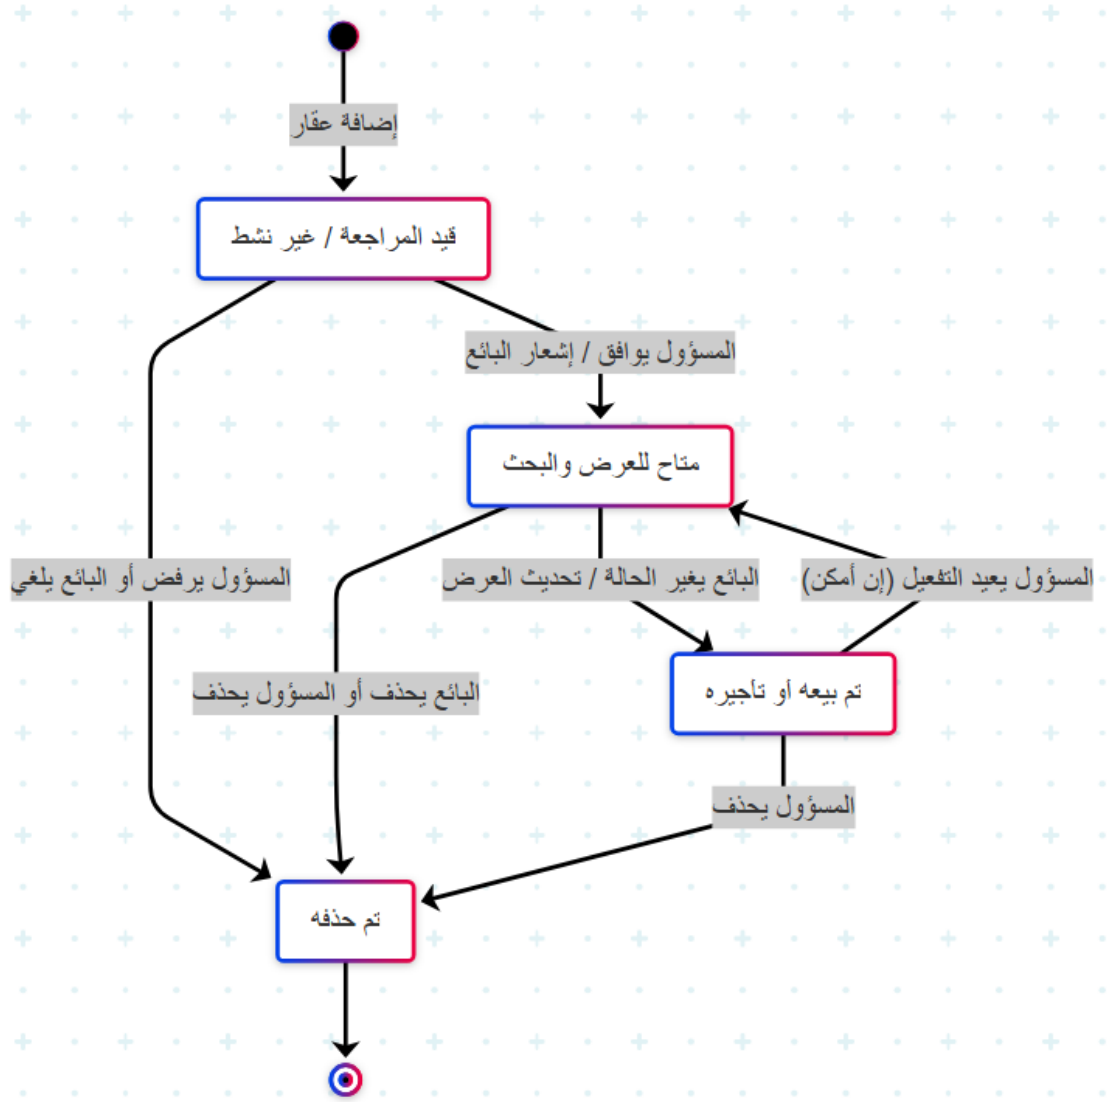 إضافة عقار
قيد المراجعة / غير نشط
المسؤول يوافق / إشعار البائع
متاح للعرض والبحث
المسؤول يعيد التفعيل (إن أمكن)
البائع يغير الحالة / تحديث العرض
المسؤول يرفض أو البائع يلغي
تم بيعه أو تأجيره
البائع يحذف أو المسؤول يحذف
المسؤول يحذف
تم حذفه